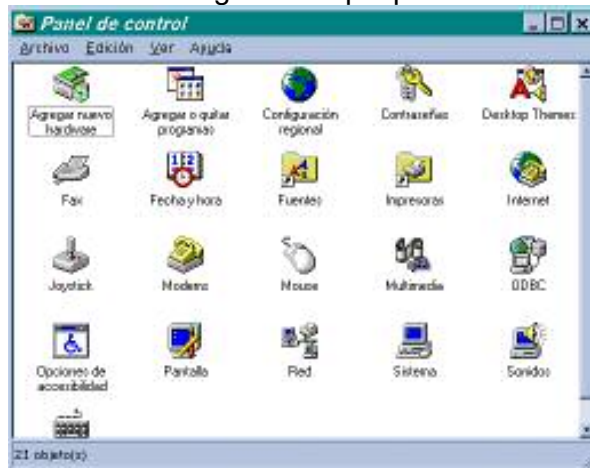 Panel de control
Archivo Edición Ver Ayuda
Agregar nuevo hardware
Agregar o quitar programas
Configuración regional
Contraseñas
Desktop Themes
Fax
Fecha y hora
Fuentes
Impresoras
Internet
Joystick
Modems
Mouse
Multimedia
ODBC
Opciones de accesibilidad
Pantalla
Red
Sistema
Sonidos
21 objeto(s)